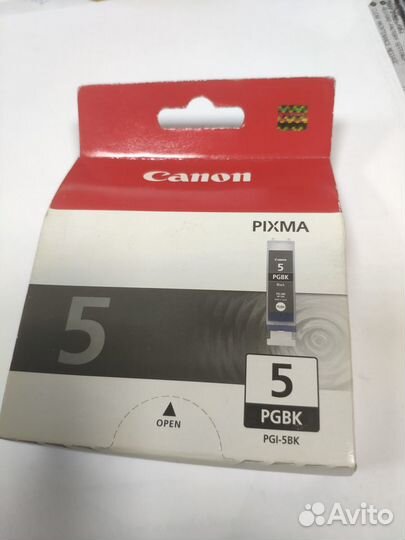 Canon
PIXMA
Canon
5
PGBK
Black
5
5
PGBK
OPEN
PGI-5BK
Avito